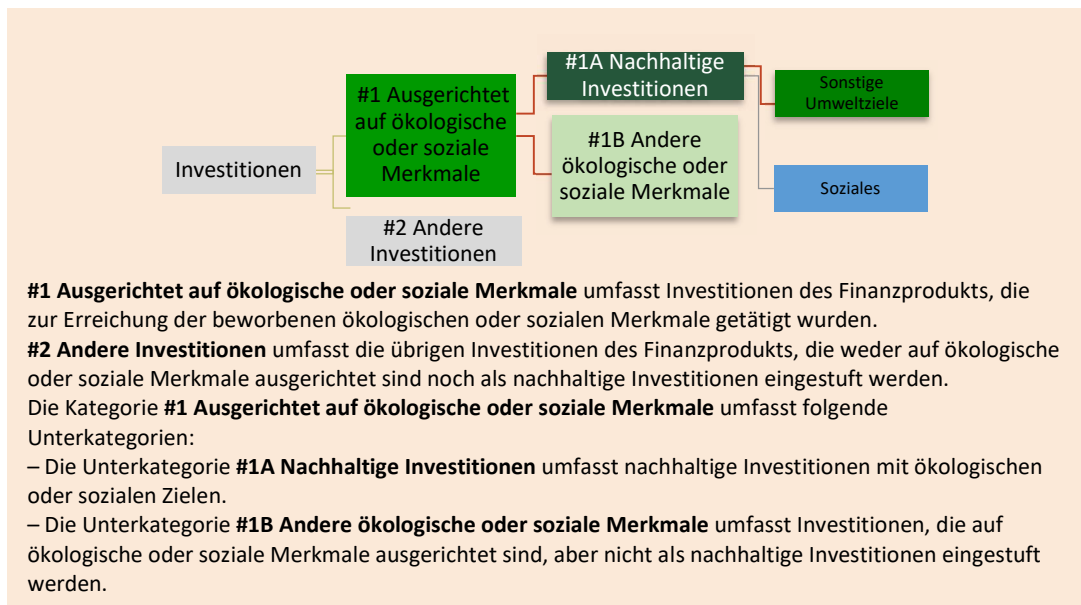 #1A Nachhaltige
Investitionen
Sonstige
Umweltziele
#1 Ausgerichtet
auf ökologische
oder soziale
Merkmale
#1B Andere
ökologische oder
soziale Merkmale
Investitionen
Soziales
#2 Andere
Investitionen
#1 Ausgerichtet auf ökologische oder soziale Merkmale umfasst Investitionen des Finanzprodukts, die
zur Erreichung der beworbenen ökologischen oder sozialen Merkmale getätigt wurden.
#2 Andere Investitionen umfasst die übrigen Investitionen des Finanzprodukts, die weder auf ökologische
oder soziale Merkmale ausgerichtet sind noch als nachhaltige Investitionen eingestuft werden.
Die Kategorie #1 Ausgerichtet auf ökologische oder soziale Merkmale umfasst folgende
Unterkategorien:
– Die Unterkategorie #1A Nachhaltige Investitionen umfasst nachhaltige Investitionen mit ökologischen
oder sozialen Zielen.
– Die Unterkategorie #1B Andere ökologische oder soziale Merkmale umfasst Investitionen, die auf
ökologische oder soziale Merkmale ausgerichtet sind, aber nicht als nachhaltige Investitionen eingestuft
werden.